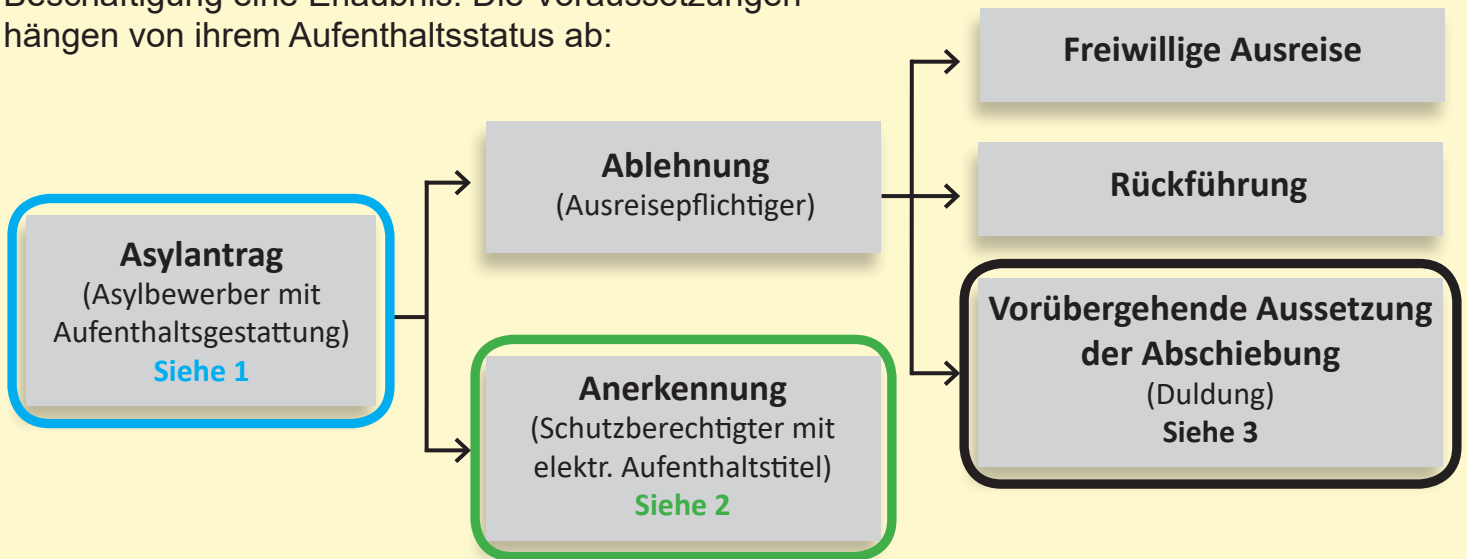 hängen von ihrem Aufenthaltsstatus ab:
Asylantrag
(Asylbewerber mit
Aufenthaltsgestattung)
Siehe 1
Ablehnung
(Ausreisepflichtiger)
Anerkennung
(Schutzberechtigter mit
elektr. Aufenthaltstitel)
Siehe 2
Freiwillige Ausreise
Rückführung
Vorübergehende Aussetzung
der Abschiebung
(Duldung)
Siehe 3